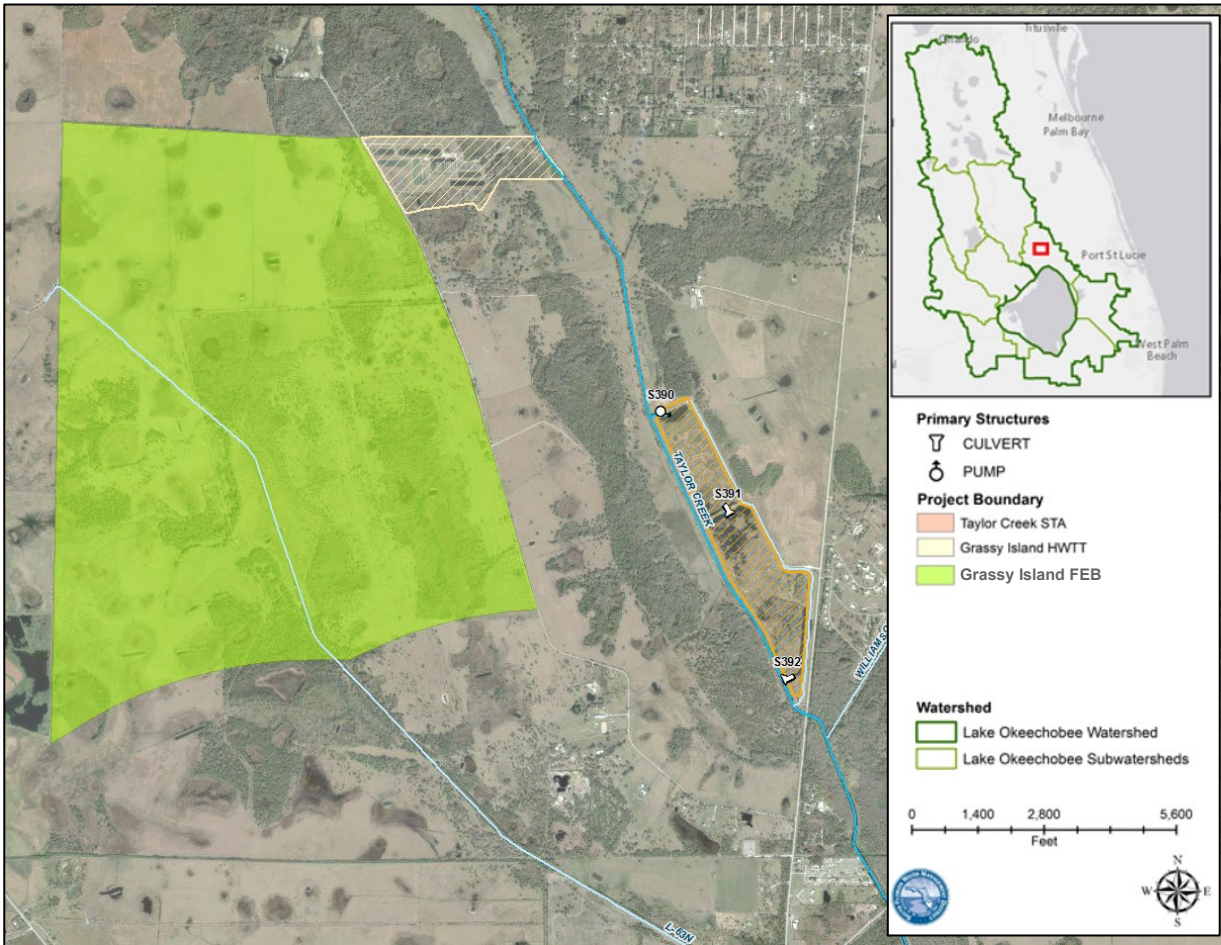 S390
TAYLOR CREEK
S391
S392
L-63N
Orlando
Titusville
Melbourne
Palm Bay
Port St Lucie
West Palm
Beach
Primary Structures
CULVERT
PUMP
Project Boundary
Taylor Creek STA
Grassy Island HWTT
Grassy Island FEB
Watershed
Lake Okeechobee Watershed
Lake Okeechobee Subwatersheds
0 1,400 2,800 5,600
Feet
N
W E
S